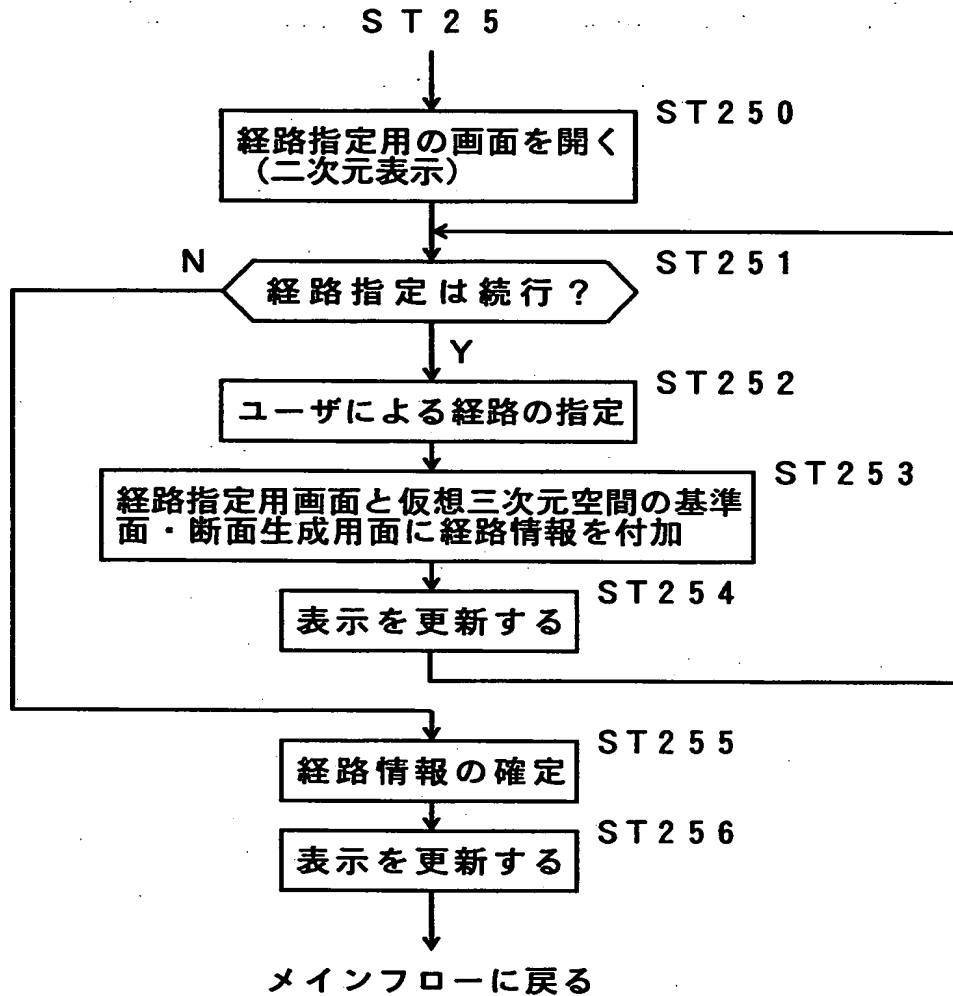 ST25
ST250
経路指定用の画面を開く
(二次元表示)
N
ST251
経路指定は続行?
Y
ST252
ユーザによる経路の指定
ST253
経路指定用画面と仮想三次元空間の基準
面・断面生成用面に経路情報を付加
ST254
表示を更新する
ST255
経路情報の確定
ST256
表示を更新する
メインフローに戻る